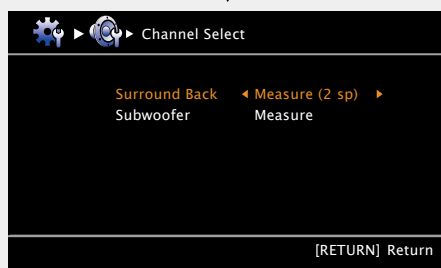 Channel Select
Surround Back Measure (2 sp)
Subwoofer Measure
[RETURN] Return